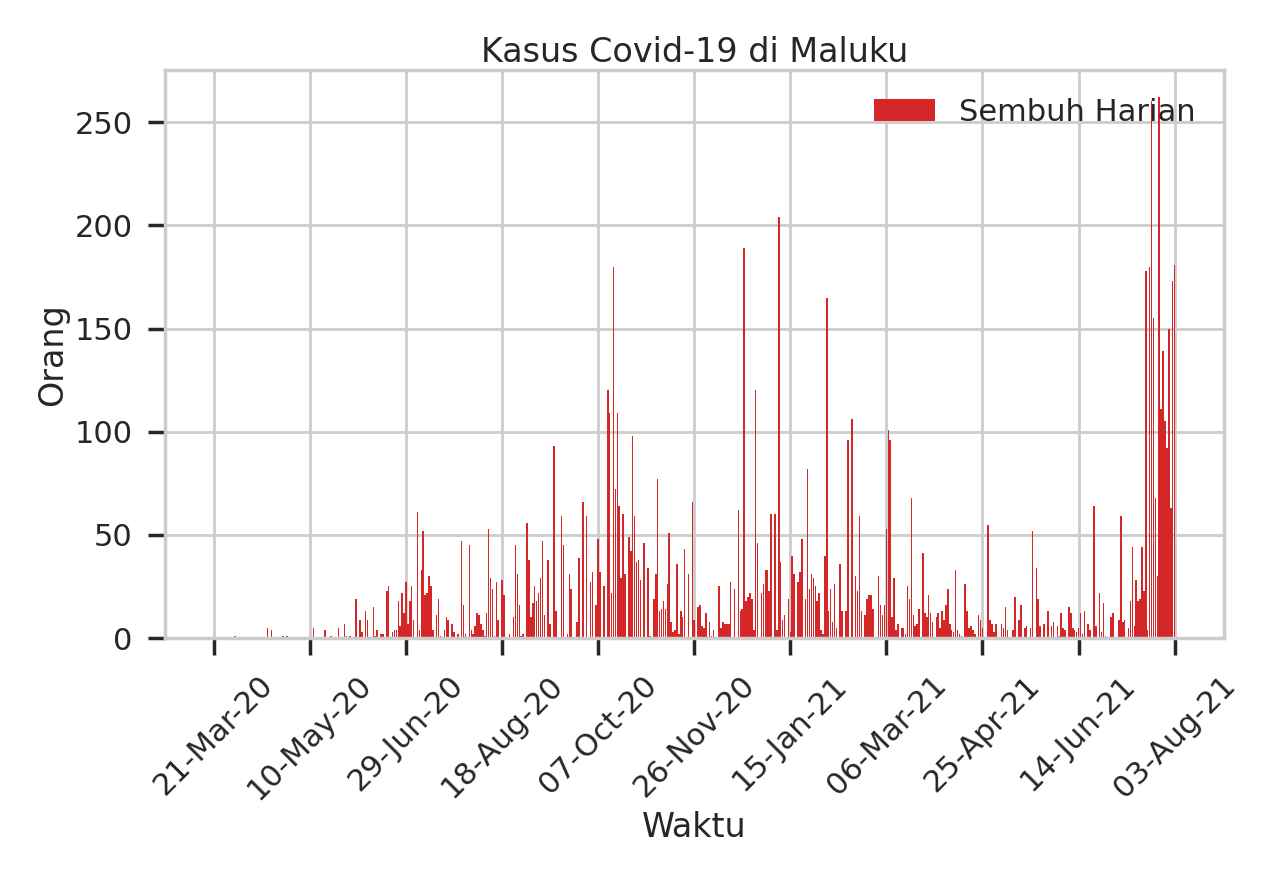 Kasus Covid-19 di Maluku
Sembuh Harian
Orang
250
200
150
100
50
0
21-Mar-20
10-May-20
29-Jun-20
18-Aug-20
07-Oct-20
26-Nov-20
15-Jan-21
06-Mar-21
25-Apr-21
14-Jun-21
03-Aug-21
Waktu